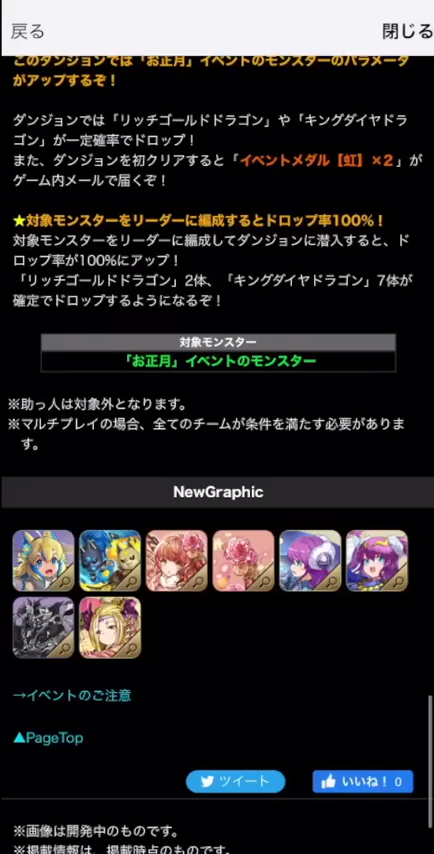 戻る
閉じる
このダンジョンでは「お正月」イベントのモンスターのパラメータ
がアップするぞ！
ダンジョンでは「リッチゴールドドラゴン」や「キングダイヤドラ
ゴン」が一定確率でドロップ！
また、ダンジョンを初クリアすると「イベントメダル【虹】×2」が
ゲーム内メールで届くぞ！
★対象モンスターをリーダーに編成するとドロップ率100%！
対象モンスターをリーダーに編成してダンジョンに潜入すると、ド
ロップ率が100%にアップ！
「リッチゴールドドラゴン」2体、「キングダイヤドラゴン」7体が
確定でドロップするようになるぞ！
対象モンスター
「お正月」イベントのモンスター
※助っ人は対象外となります。
※マルチプレイの場合、全てのチームが条件を満たす必要がありま
す。
NewGraphic
→イベントのご注意
▲PageTop
ツイート
いいね！ 0
※画像は開発中のものです。
※掲載情報は、掲載時点のものです。